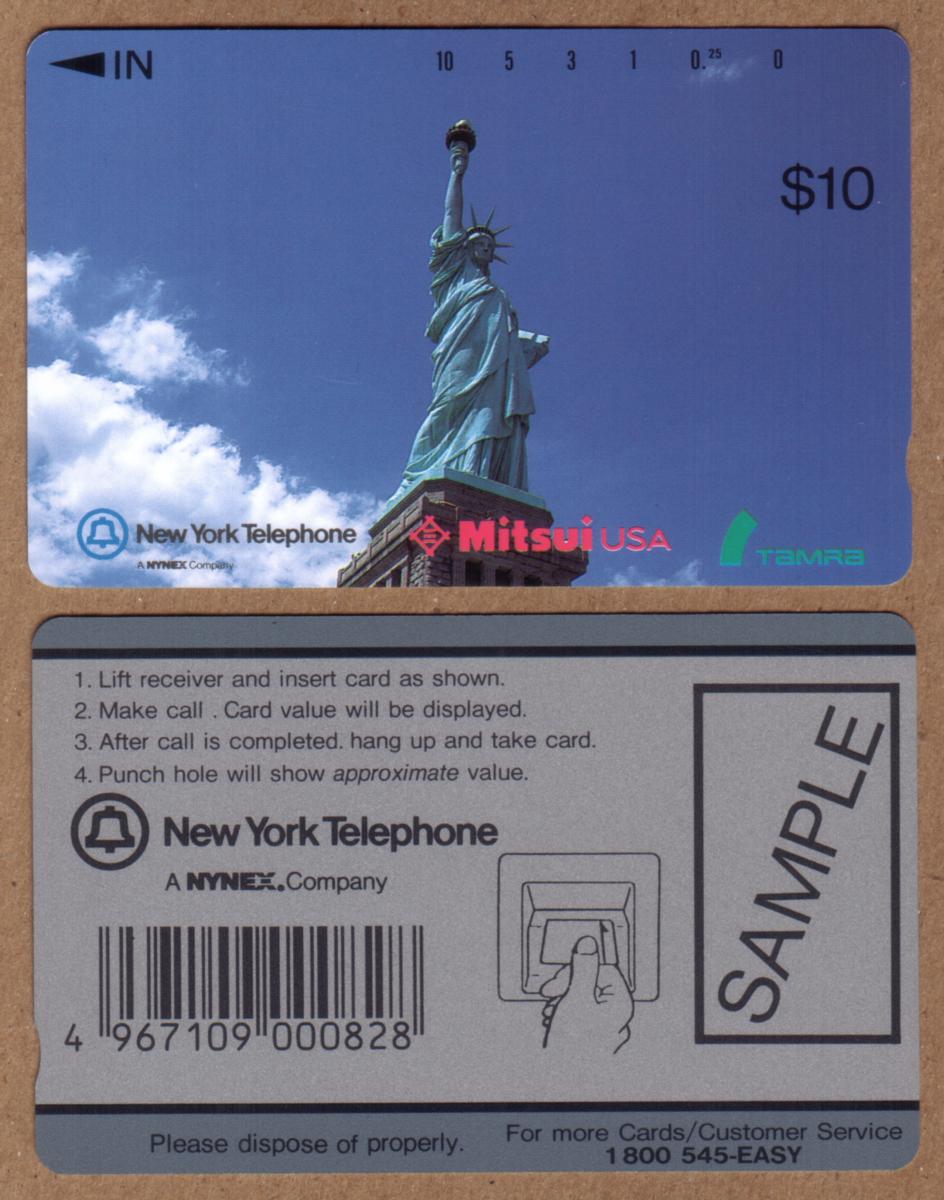 IN
10 5 3 1 0.25 0
$10
New York Telephone
A NYNEX Company
Mitsui USA
TAMRA
1. Lift receiver and insert card as shown.
2. Make call . Card value will be displayed.
3. After call is completed. hang up and take card.
4. Punch hole will show approximate value.
SAMPLE
New York Telephone
A NYNEX. Company
4 967109 000828
Please dispose of properly.
For more Cards/Customer Service
1 800 545-EASY